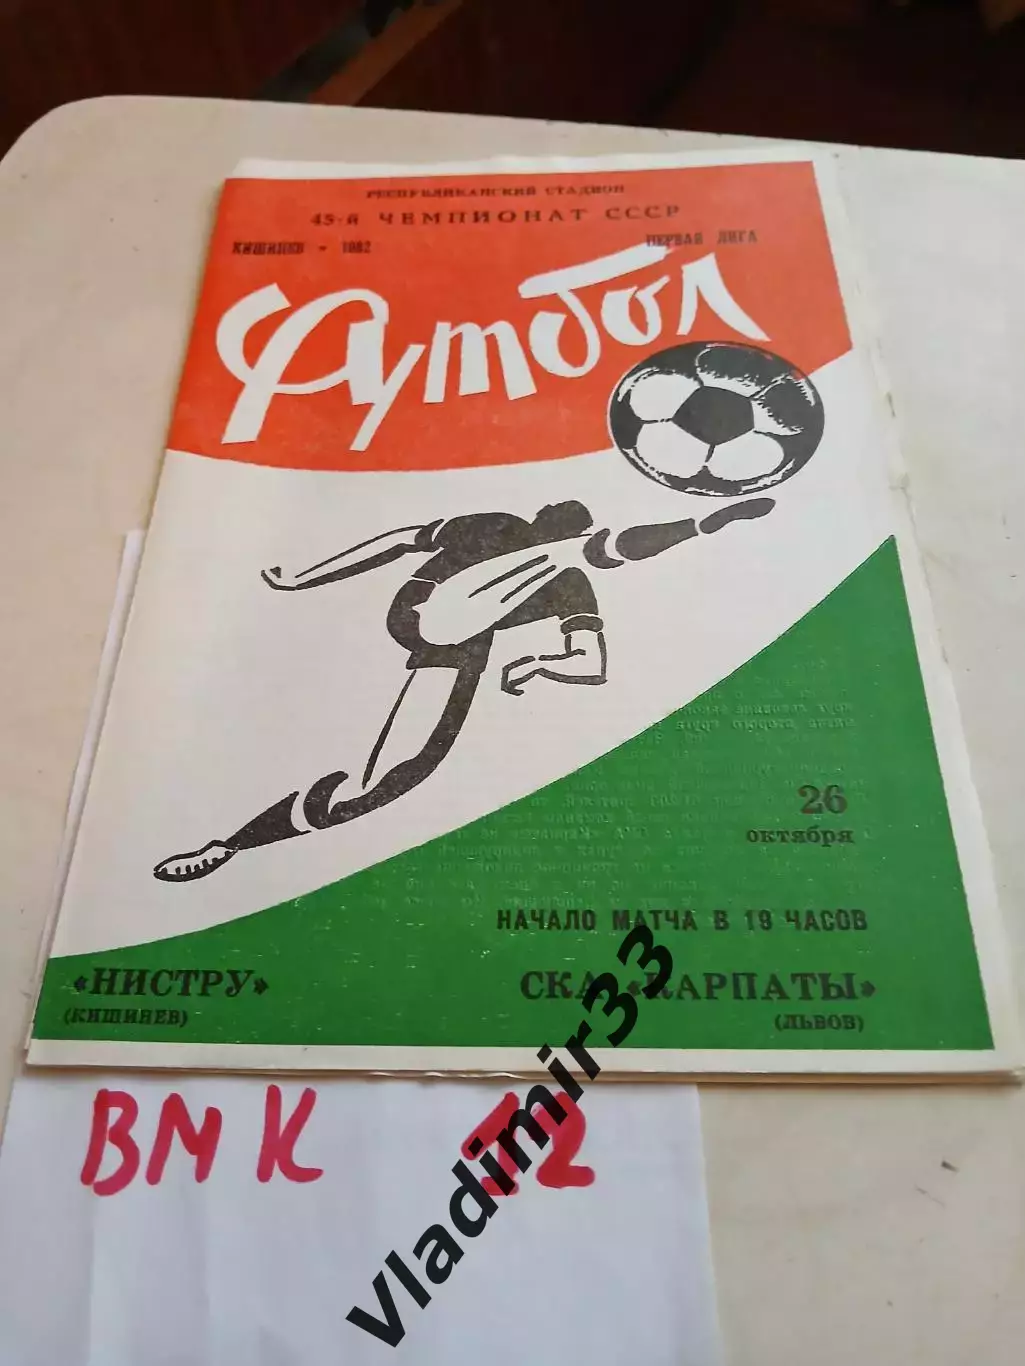 РЕСПУБЛИКАНСКИЙ СТАДИОН
45-й ЧЕМПИОНАТ СССР
КИШИНЕВ - 1982 ПЕРВАЯ ЛИГА
Футбол
26
октября
НАЧАЛО МАТЧА В 19 ЧАСОВ
«НИСТРУ» СКА «КАРПАТЫ»
(КИШИНЕВ) (ЛЬВОВ)
ВМК
Vladimir33